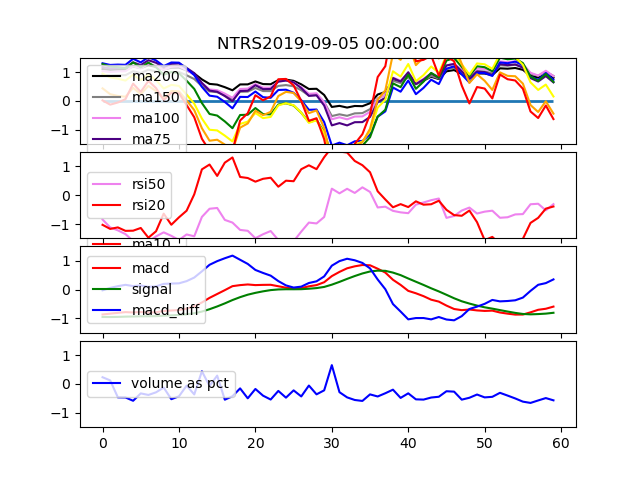 NTRS2019-09-05 00:00:00
1
0
−1
ma200
ma150
ma100
ma75
1
0
−1
rsi50
rsi20
ma10
1
0
−1
macd
signal
macd_diff
1
0
−1
volume as pct
0 10 20 30 40 50 60